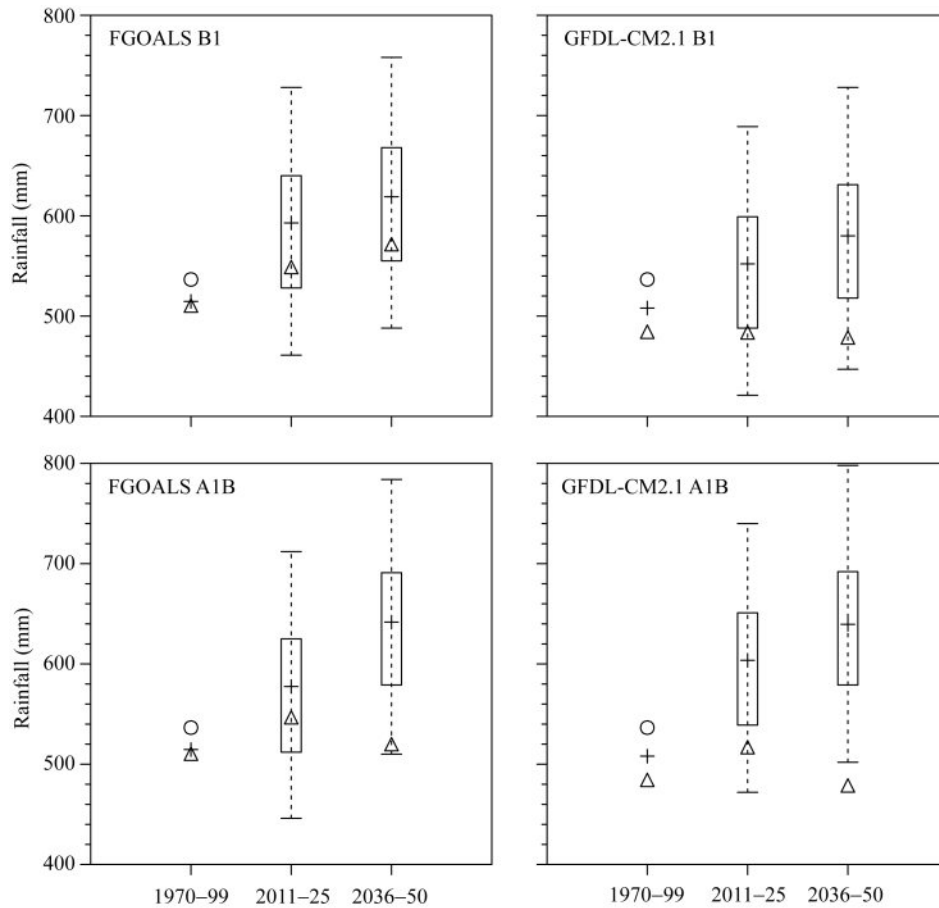 800
700
600
500
400
Rainfall (mm)
FGOALS B1
GFDL-CM2.1 B1
800
700
600
500
400
Rainfall (mm)
FGOALS A1B
GFDL-CM2.1 A1B
1970–99 2011–25 2036–50
1970–99 2011–25 2036–50